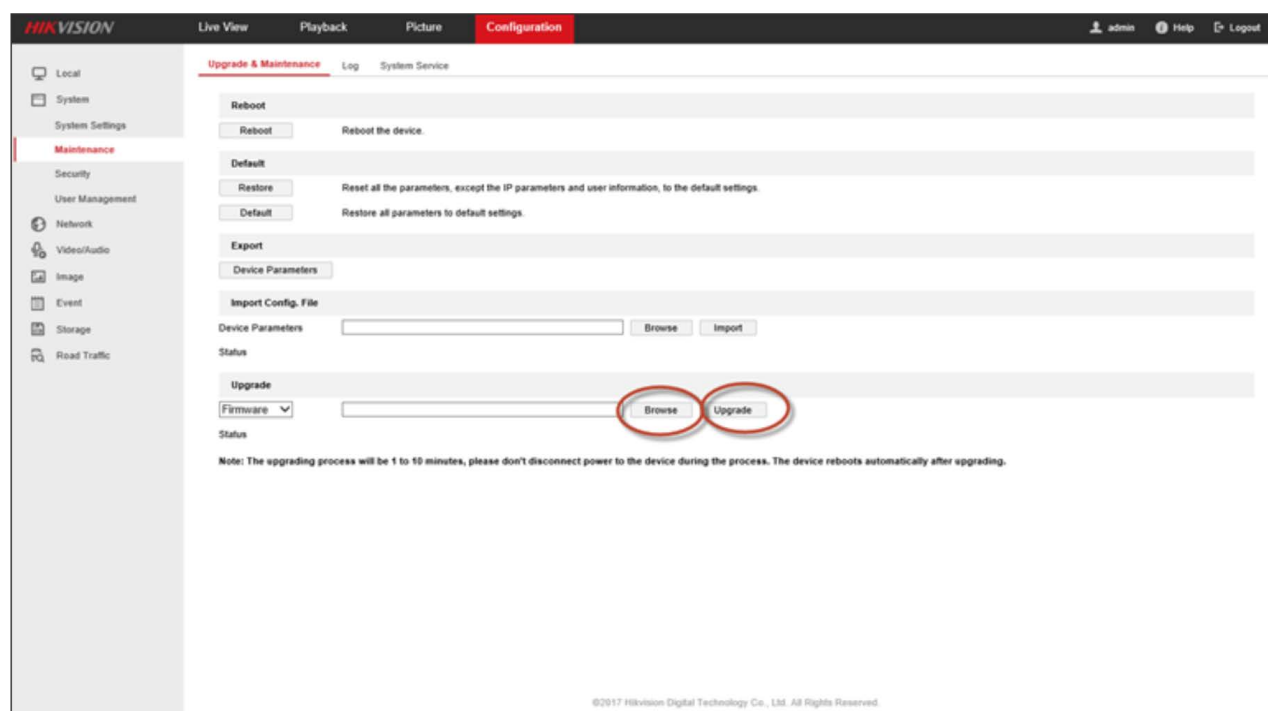 HIKVISION Live View Playback Picture Configuration admin Help Logout
Local
System
System Settings
Maintenance
Security
User Management
Network
Video/Audio
Image
Event
Storage
Road Traffic
Upgrade & Maintenance Log System Service
Reboot
Reboot Reboot the device.
Default
Restore Reset all the parameters, except the IP parameters and user information, to the default settings.
Default Restore all parameters to default settings.
Export
Device Parameters
Import Config. File
Device Parameters Browse Import
Status
Upgrade
Firmware Browse Upgrade
Status
Note: The upgrading process will be 1 to 10 minutes, please don't disconnect power to the device during the process. The device reboots automatically after upgrading.
©2017 Hikvision Digital Technology Co., Ltd. All Rights Reserved.